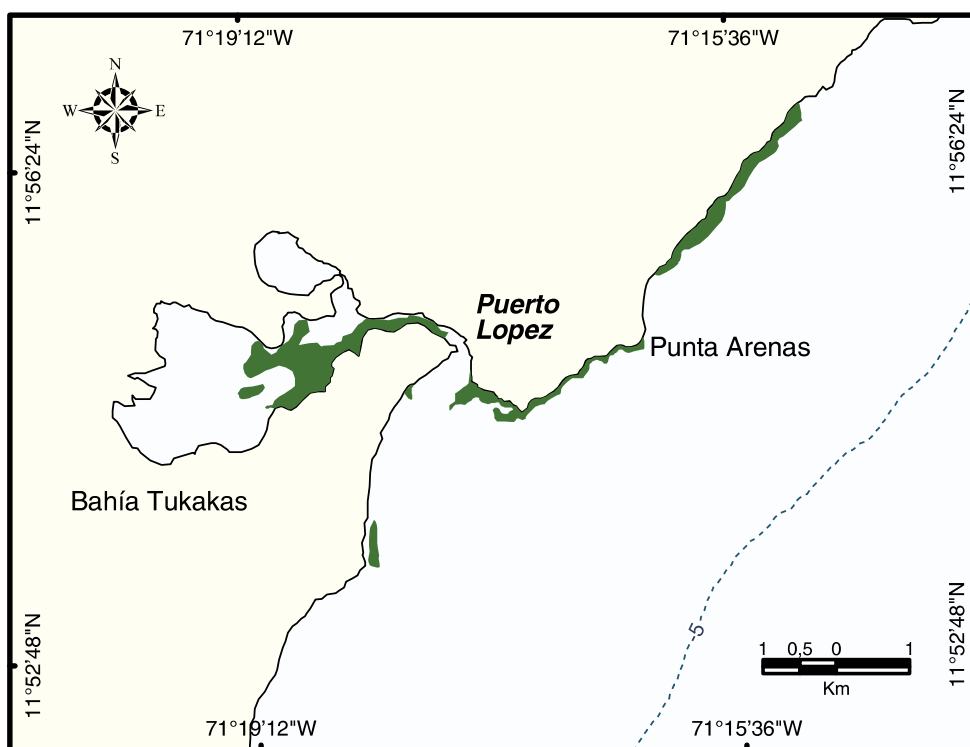 71°19'12"W
71°15'36"W
N
W
E
S
11°56'24"N
11°56'24"N
Puerto
Lopez
Punta Arenas
Bahía Tukakas
5
11°52'48"N
11°52'48"N
1 0,5 0 1
Km
71°19'12"W
71°15'36"W